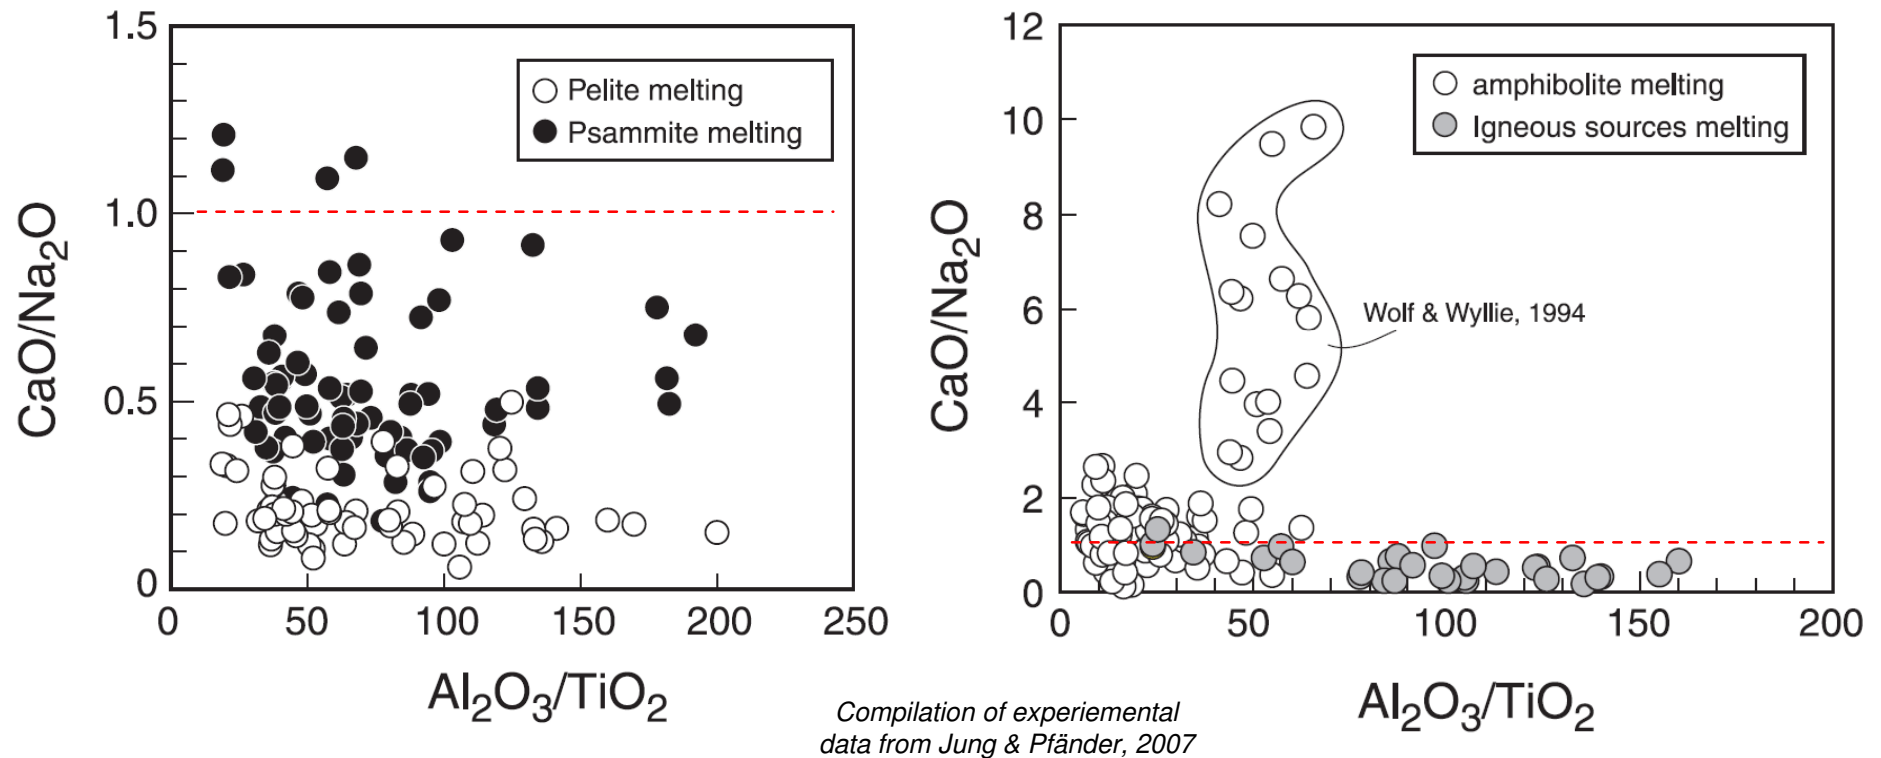 1.5
1.0
0.5
0
0 50 100 150 200 250
CaO/Na₂O
Al₂O₃/TiO₂
Pelite melting
Psammite melting
12
10
8
6
4
2
0
0 50 100 150 200
CaO/Na₂O
Al₂O₃/TiO₂
amphibolite melting
Igneous sources melting
Wolf & Wyllie, 1994
Compilation of experiemental
data from Jung & Pfänder, 2007